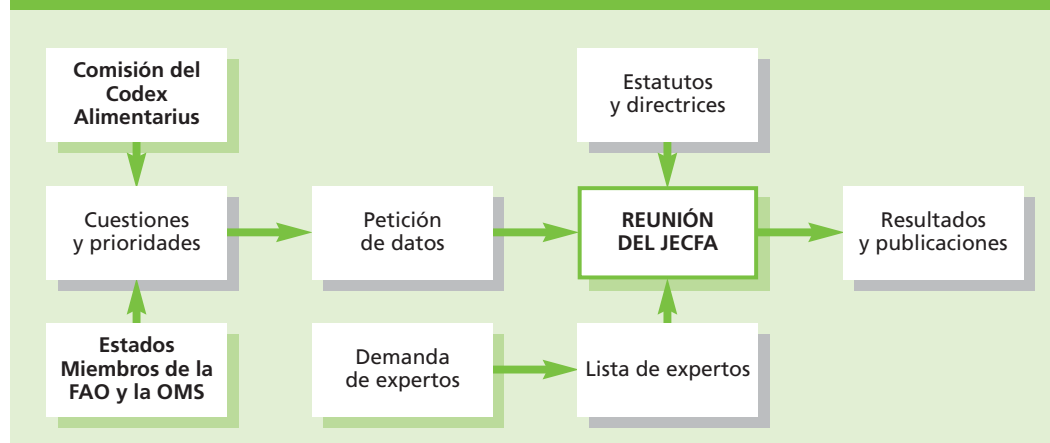 Comisión del
Codex
Alimentarius
Estatutos
y directrices
Cuestiones
y prioridades
Petición
de datos
REUNIÓN
DEL JECFA
Resultados
y publicaciones
Estados
Miembros de la
FAO y la OMS
Demanda
de expertos
Lista de expertos